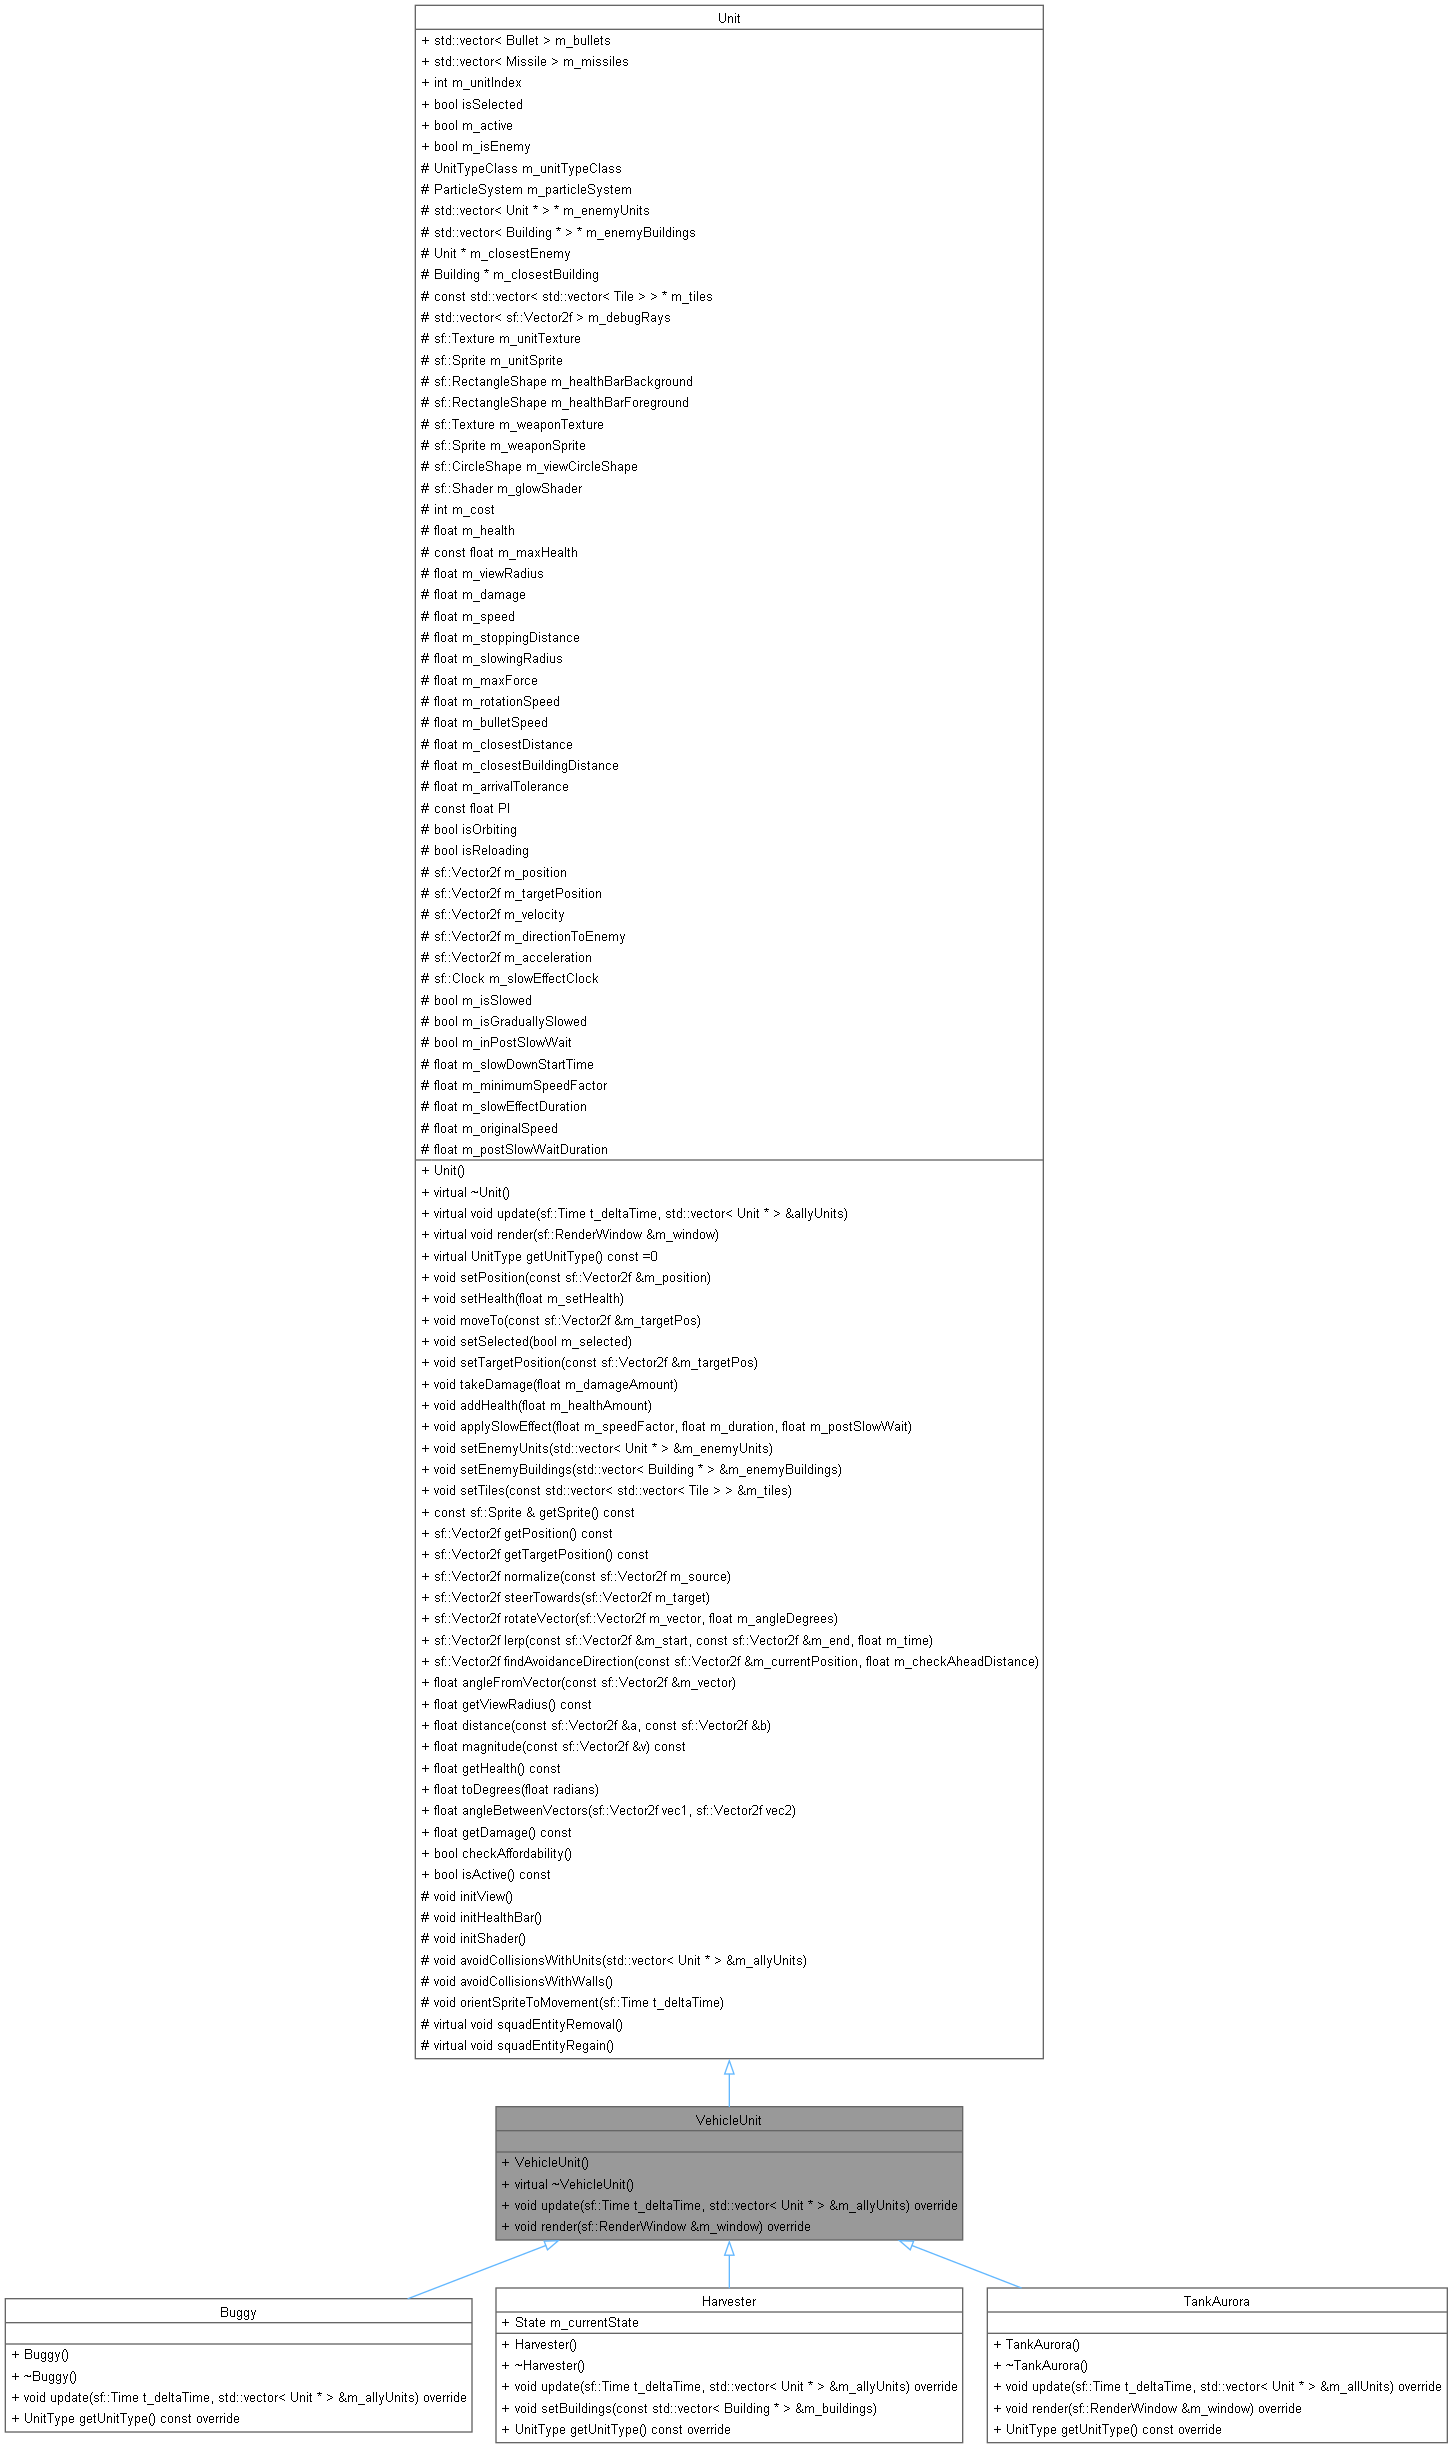 Unit
+ std::vector< Bullet > m_bullets
+ std::vector< Missile > m_missiles
+ int m_unitIndex
+ bool isSelected
+ bool m_active
+ bool m_isEnemy
# UnitTypeClass m_unitTypeClass
# ParticleSystem m_particleSystem
# std::vector< Unit * > * m_enemyUnits
# std::vector< Building * > * m_enemyBuildings
# Unit * m_closestEnemy
# Building * m_closestBuilding
# const std::vector< std::vector< Tile > > * m_tiles
# std::vector< sf::Vector2f > m_debugRays
# sf::Texture m_unitTexture
# sf::Sprite m_unitSprite
# sf::RectangleShape m_healthBarBackground
# sf::RectangleShape m_healthBarForeground
# sf::Texture m_weaponTexture
# sf::Sprite m_weaponSprite
# sf::CircleShape m_viewCircleShape
# sf::Shader m_glowShader
# int m_cost
# float m_health
# const float m_maxHealth
# float m_viewRadius
# float m_damage
# float m_speed
# float m_stoppingDistance
# float m_slowingRadius
# float m_maxForce
# float m_rotationSpeed
# float m_bulletSpeed
# float m_closestDistance
# float m_closestBuildingDistance
# float m_arrivalTolerance
# const float PI
# bool isOrbiting
# bool isReloading
# sf::Vector2f m_position
# sf::Vector2f m_targetPosition
# sf::Vector2f m_velocity
# sf::Vector2f m_directionToEnemy
# sf::Vector2f m_acceleration
# sf::Clock m_slowEffectClock
# bool m_isSlowed
# bool m_isGraduallySlowed
# bool m_inPostSlowWait
# float m_slowDownStartTime
# float m_minimumSpeedFactor
# float m_slowEffectDuration
# float m_originalSpeed
# float m_postSlowWaitDuration
+ Unit()
+ virtual ~Unit()
+ virtual void update(sf::Time t_deltaTime, std::vector< Unit * > &allyUnits)
+ virtual void render(sf::RenderWindow &m_window)
+ virtual UnitType getUnitType() const =0
+ void setPosition(const sf::Vector2f &m_position)
+ void setHealth(float m_setHealth)
+ void moveTo(const sf::Vector2f &m_targetPos)
+ void setSelected(bool m_selected)
+ void setTargetPosition(const sf::Vector2f &m_targetPos)
+ void takeDamage(float m_damageAmount)
+ void addHealth(float m_healthAmount)
+ void applySlowEffect(float m_speedFactor, float m_duration, float m_postSlowWait)
+ void setEnemyUnits(std::vector< Unit * > &m_enemyUnits)
+ void setEnemyBuildings(std::vector< Building * > &m_enemyBuildings)
+ void setTiles(const std::vector< std::vector< Tile > > &m_tiles)
+ const sf::Sprite & getSprite() const
+ sf::Vector2f getPosition() const
+ sf::Vector2f getTargetPosition() const
+ sf::Vector2f normalize(const sf::Vector2f m_source)
+ sf::Vector2f steerTowards(sf::Vector2f m_target)
+ sf::Vector2f rotateVector(sf::Vector2f m_vector, float m_angleDegrees)
+ sf::Vector2f lerp(const sf::Vector2f &m_start, const sf::Vector2f &m_end, float m_time)
+ sf::Vector2f findAvoidanceDirection(const sf::Vector2f &m_currentPosition, float m_checkAheadDistance)
+ float angleFromVector(const sf::Vector2f &m_vector)
+ float getViewRadius() const
+ float distance(const sf::Vector2f &a, const sf::Vector2f &b)
+ float magnitude(const sf::Vector2f &v) const
+ float getHealth() const
+ float toDegrees(float radians)
+ float angleBetweenVectors(sf::Vector2f vec1, sf::Vector2f vec2)
+ float getDamage() const
+ bool checkAffordability()
+ bool isActive() const
# void initView()
# void initHealthBar()
# void initShader()
# void avoidCollisionsWithUnits(std::vector< Unit * > &m_allyUnits)
# void avoidCollisionsWithWalls()
# void orientSpriteToMovement(sf::Time t_deltaTime)
# virtual void squadEntityRemoval()
# virtual void squadEntityRegain()
VehicleUnit
+ VehicleUnit()
+ virtual ~VehicleUnit()
+ void update(sf::Time t_deltaTime, std::vector< Unit * > &m_allyUnits) override
+ void render(sf::RenderWindow &m_window) override
Buggy
+ Buggy()
+ ~Buggy()
+ void update(sf::Time t_deltaTime, std::vector< Unit * > &m_allyUnits) override
+ UnitType getUnitType() const override
Harvester
+ State m_currentState
+ Harvester()
+ ~Harvester()
+ void update(sf::Time t_deltaTime, std::vector< Unit * > &m_allyUnits) override
+ void setBuildings(const std::vector< Building * > &m_buildings)
+ UnitType getUnitType() const override
TankAurora
+ TankAurora()
+ ~TankAurora()
+ void update(sf::Time t_deltaTime, std::vector< Unit * > &m_allUnits) override
+ void render(sf::RenderWindow &m_window) override
+ UnitType getUnitType() const override